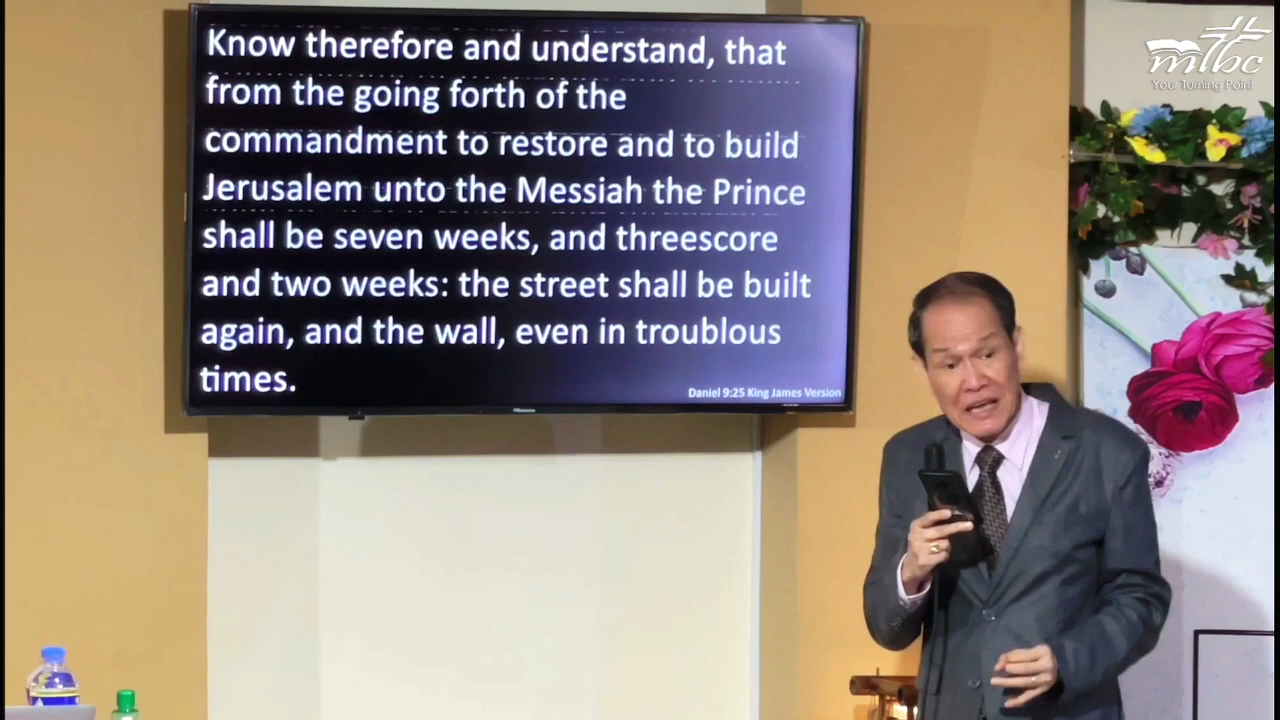 Know therefore and understand, that
from the going forth of the
commandment to restore and to build
Jerusalem unto the Messiah the Prince
shall be seven weeks, and threescore
and two weeks: the street shall be built
again, and the wall, even in troublous
times.
Daniel 9:25 King James Version
Hisense
mtbc
Your Turning Point